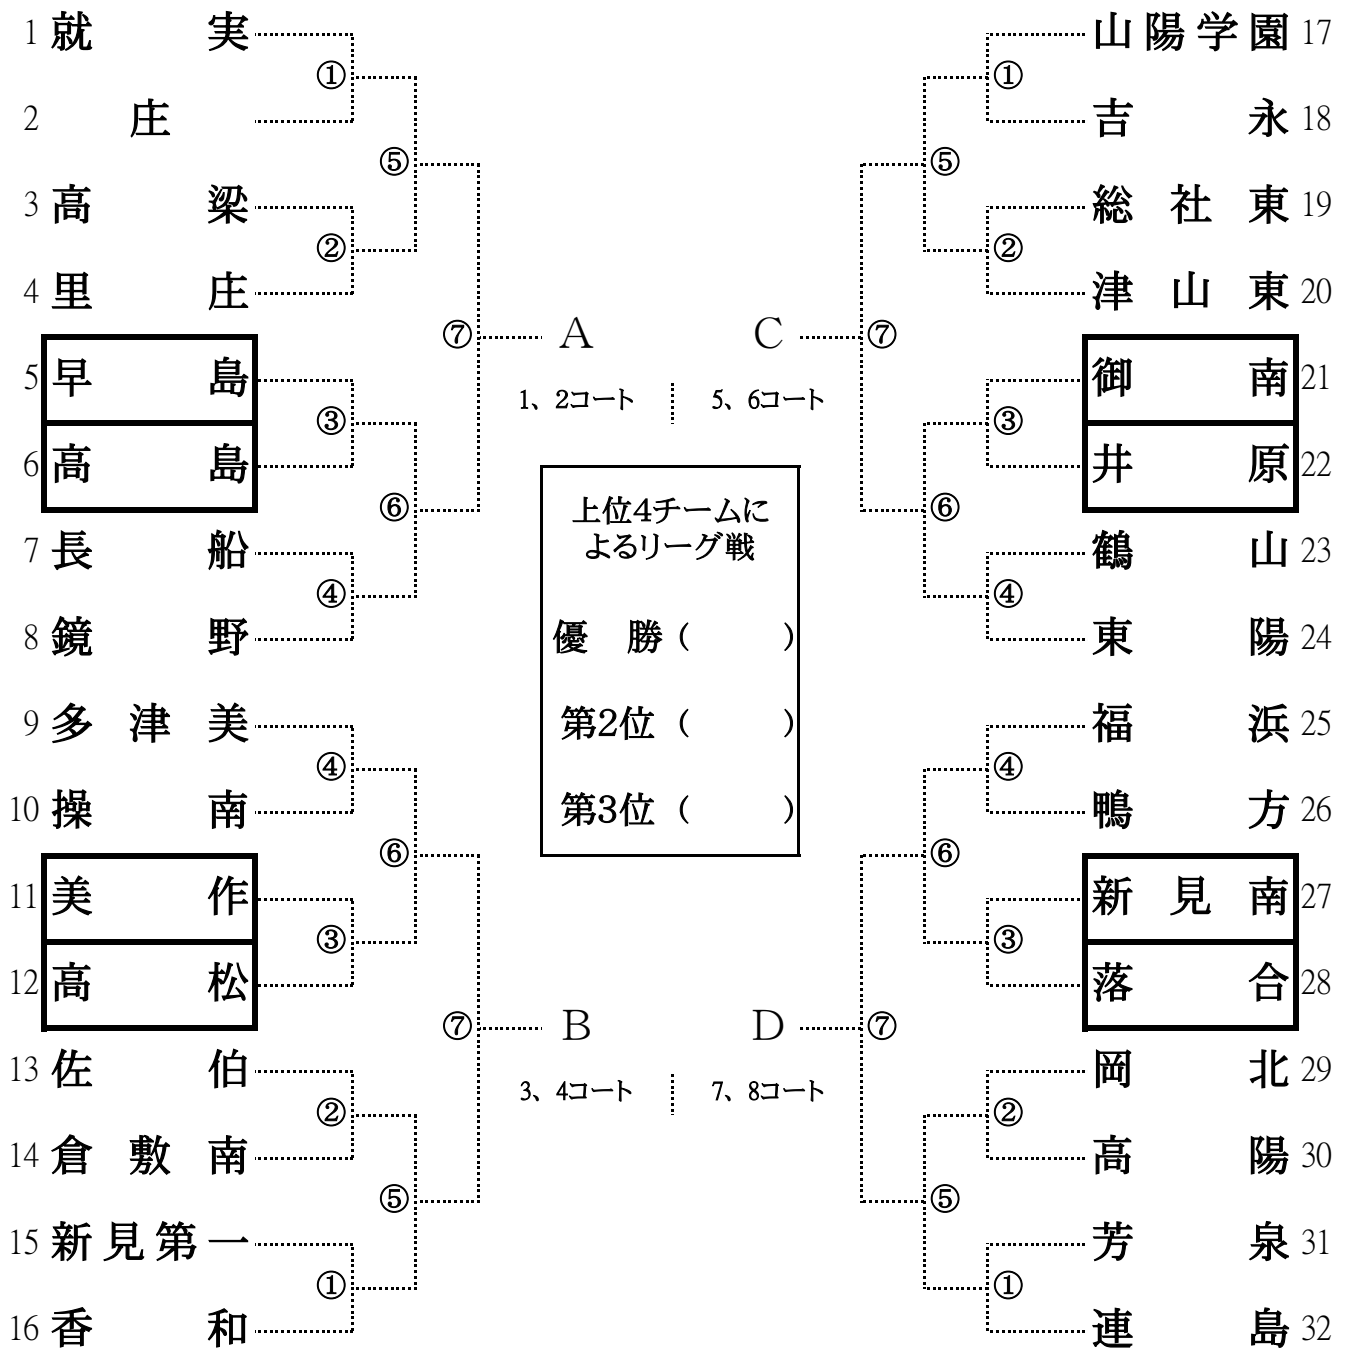 1 就実
①
2 庄
⑤
3 高梁
②
4 里庄
⑦
5 早島
③
6 高島
⑥
7 長船
④
8 鏡野
9 多津美
④
10 操南
⑥
11 美作
③
12 高松
⑦
13 佐伯
②
14 倉敷南
⑤
15 新見第一
①
16 香和
A
1、2コート
C
5、6コート
上位4チームに
よるリーグ戦
優勝（　　）
第2位（　　）
第3位（　　）
B
3、4コート
D
7、8コート
山陽学園 17
①
吉永 18
⑤
総社東 19
②
津山東 20
⑦
御南 21
③
井原 22
⑥
鶴山 23
④
東陽 24
福浜 25
④
鴨方 26
⑥
新見南 27
③
落合 28
⑦
岡北 29
②
高陽 30
⑤
芳泉 31
①
連島 32